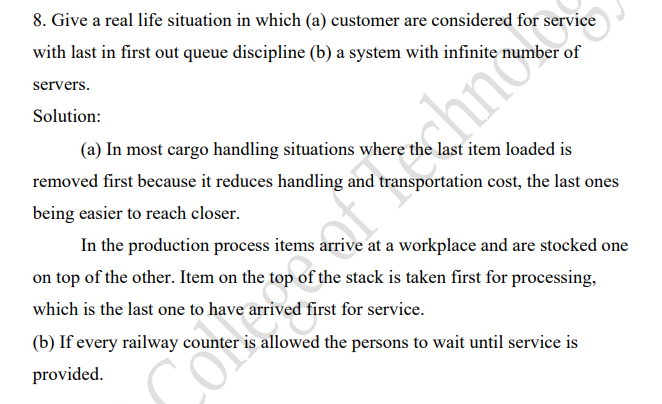 8. Give a real life situation in which (a) customer are considered for service
with last in first out queue discipline (b) a system with infinite number of
servers.
Solution:
(a) In most cargo handling situations where the last item loaded is
removed first because it reduces handling and transportation cost, the last ones
being easier to reach closer.
In the production process items arrive at a workplace and are stocked one
on top of the other. Item on the top of the stack is taken first for processing,
which is the last one to have arrived first for service.
(b) If every railway counter is allowed the persons to wait until service is
provided.
College of Technology